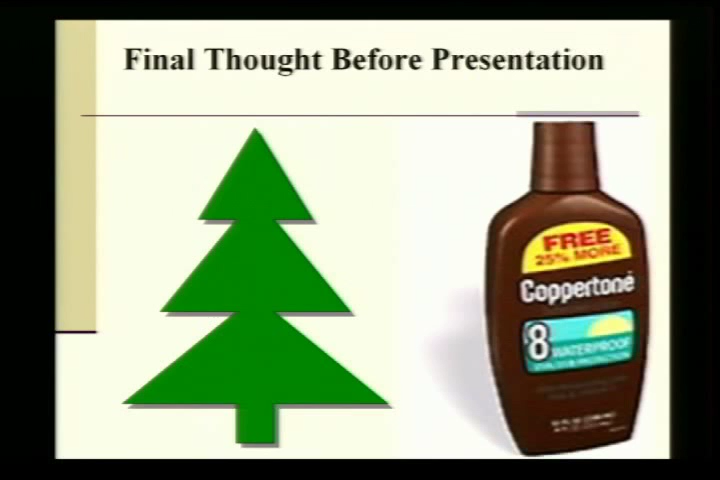 Final Thought Before Presentation
FREE
25% MORE
Coppertone
8
WATERPROOF